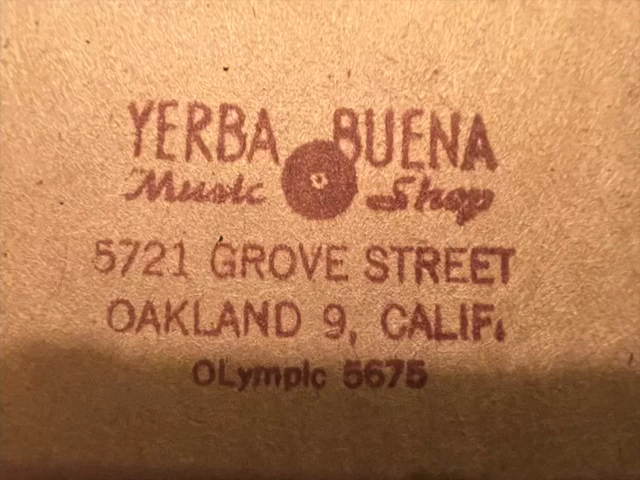 YERBA BUENA
Music Shop
5721 GROVE STREET
OAKLAND 9, CALIF.
OLympic 5675